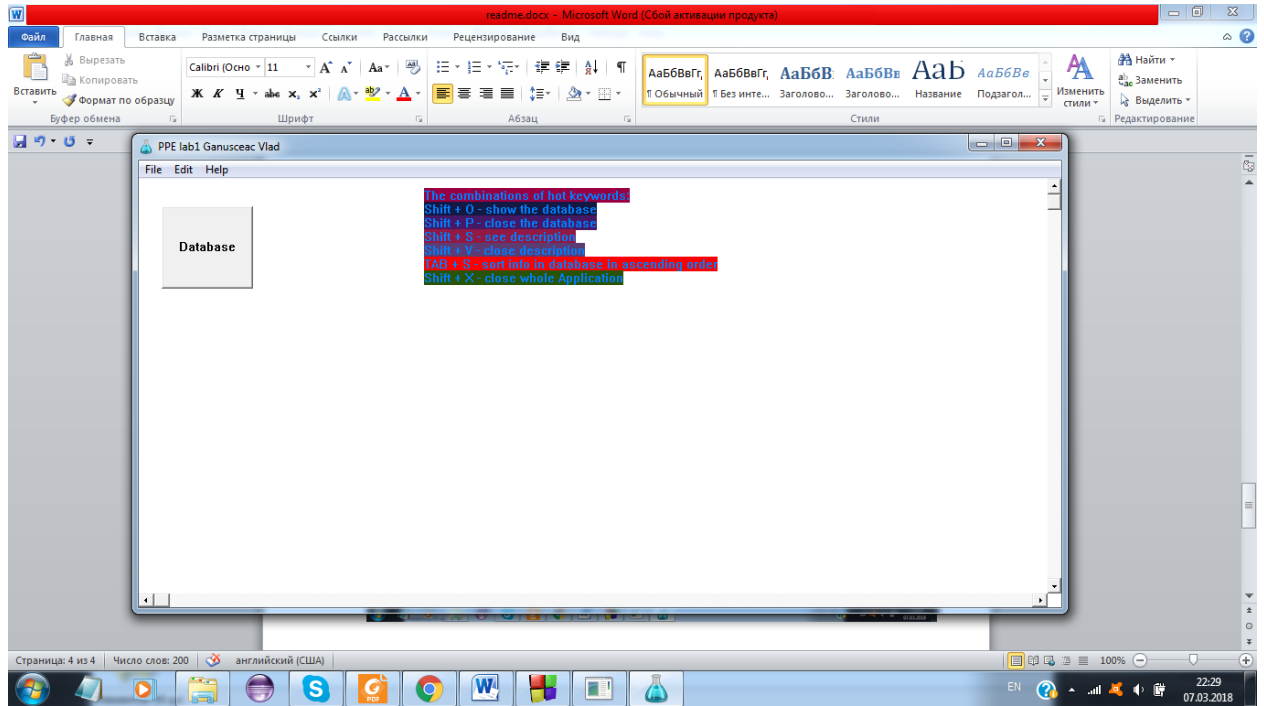 readme.docx - Microsoft Word (Сбой активации продукта)
Файл Главная Вставка Разметка страницы Ссылки Рассылки Рецензирование Вид
Вставить
Вырезать
Копировать
Формат по образцу
Буфер обмена
Calibri (Осно 11
Ж К Ч abc x₂ x²
Шрифт
Абзац
АаБбВвГг, АаБбВвГг, АаБбВ АаБбВв АаБ АаБбВв
¶ Обычный ¶ Без инте... Заголово... Заголово... Название Подзагол...
Изменить стили
Стили
Найти
Заменить
Выделить
Редактирование
PPE lab1 Ganusceac Vlad
File Edit Help
Database
The combinations of hot keywords:
Shift + O - show the database
Shift + P - close the database
Shift + S - see description
Shift + V - close description
TAB + S - sort info in database in ascending order
Shift + X - close whole Application
Страница: 4 из 4 Число слов: 200 английский (США) 100%
EN 22:29
07.03.2018